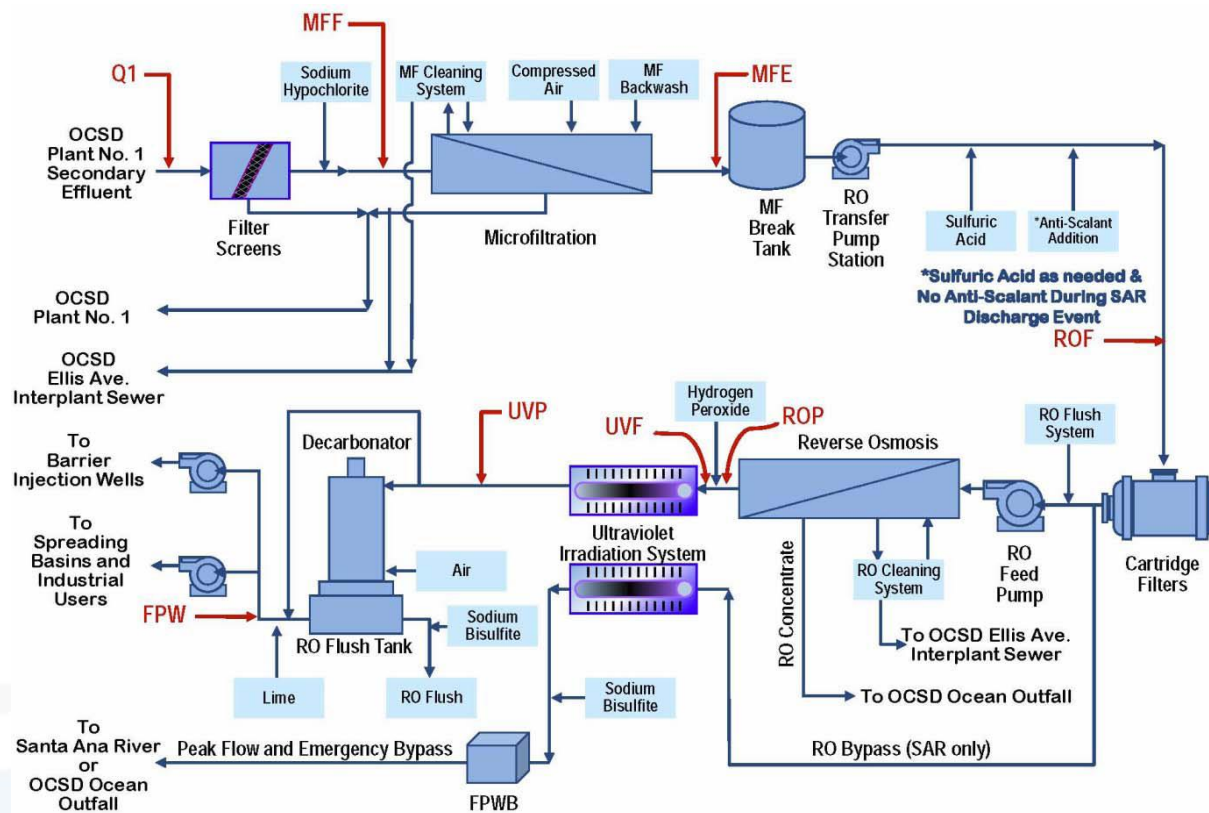 MFF
Q1
Sodium
Hypochlorite
MF Cleaning
System
Compressed
Air
MF
Backwash
MFE
OCSD
Plant No. 1
Secondary
Effluent
Filter
Screens
Microfiltration
MF
Break
Tank
RO
Transfer
Pump
Station
Sulfuric
Acid
*Anti-Scalant
Addition
*Sulfuric Acid as needed &
No Anti-Scalant During SAR
Discharge Event
ROF
OCSD
Plant No. 1
OCSD
Ellis Ave.
Interplant Sewer
To
Barrier
Injection Wells
To
Spreading
Basins and
Industrial
Users
FPW
Decarbonator
UVP
UVF
Hydrogen
Peroxide
ROP
Reverse Osmosis
RO Flush
System
Ultraviolet
Irradiation System
Air
RO Flush Tank
Sodium
Bisulfite
Lime
RO Flush
RO Concentrate
RO Cleaning
System
RO
Feed
Pump
Cartridge
Filters
To OCSD Ellis Ave.
Interplant Sewer
To OCSD Ocean Outfall
Sodium
Bisulfite
RO Bypass (SAR only)
To
Santa Ana River
or
OCSD Ocean
Outfall
Peak Flow and Emergency Bypass
FPWB